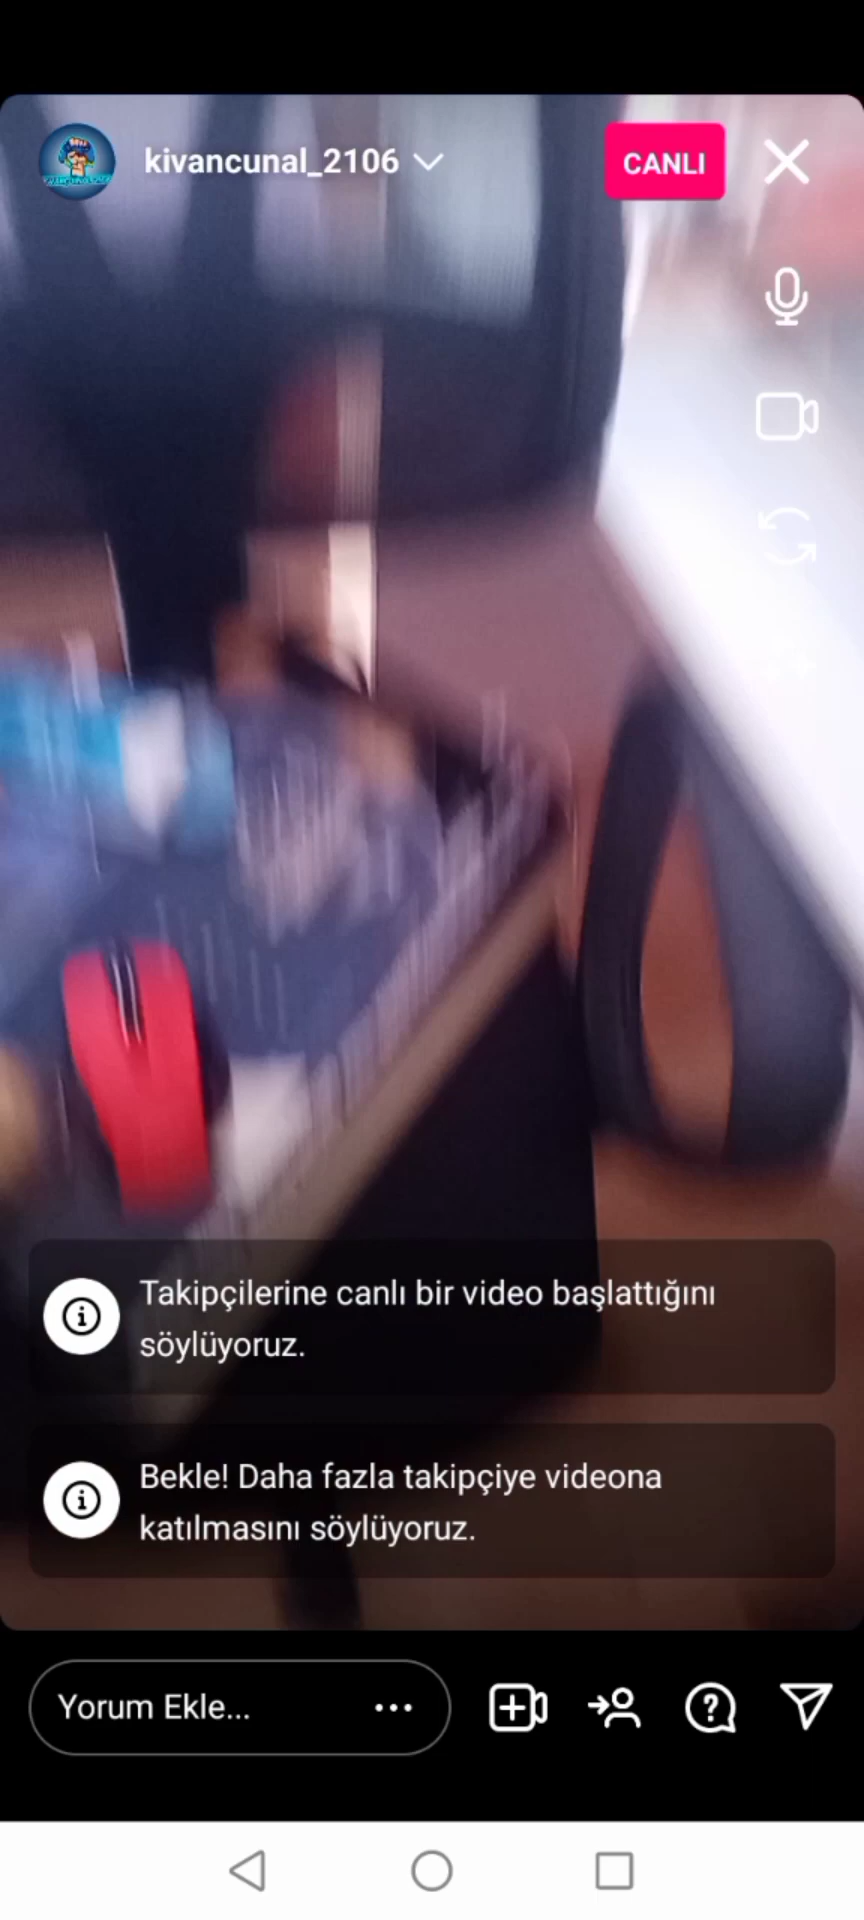 kivancunal_2106
CANLI
Takipçilerine canlı bir video başlattığını
söylüyoruz.
Bekle! Daha fazla takipçiye videona
katılmasını söylüyoruz.
Yorum Ekle...